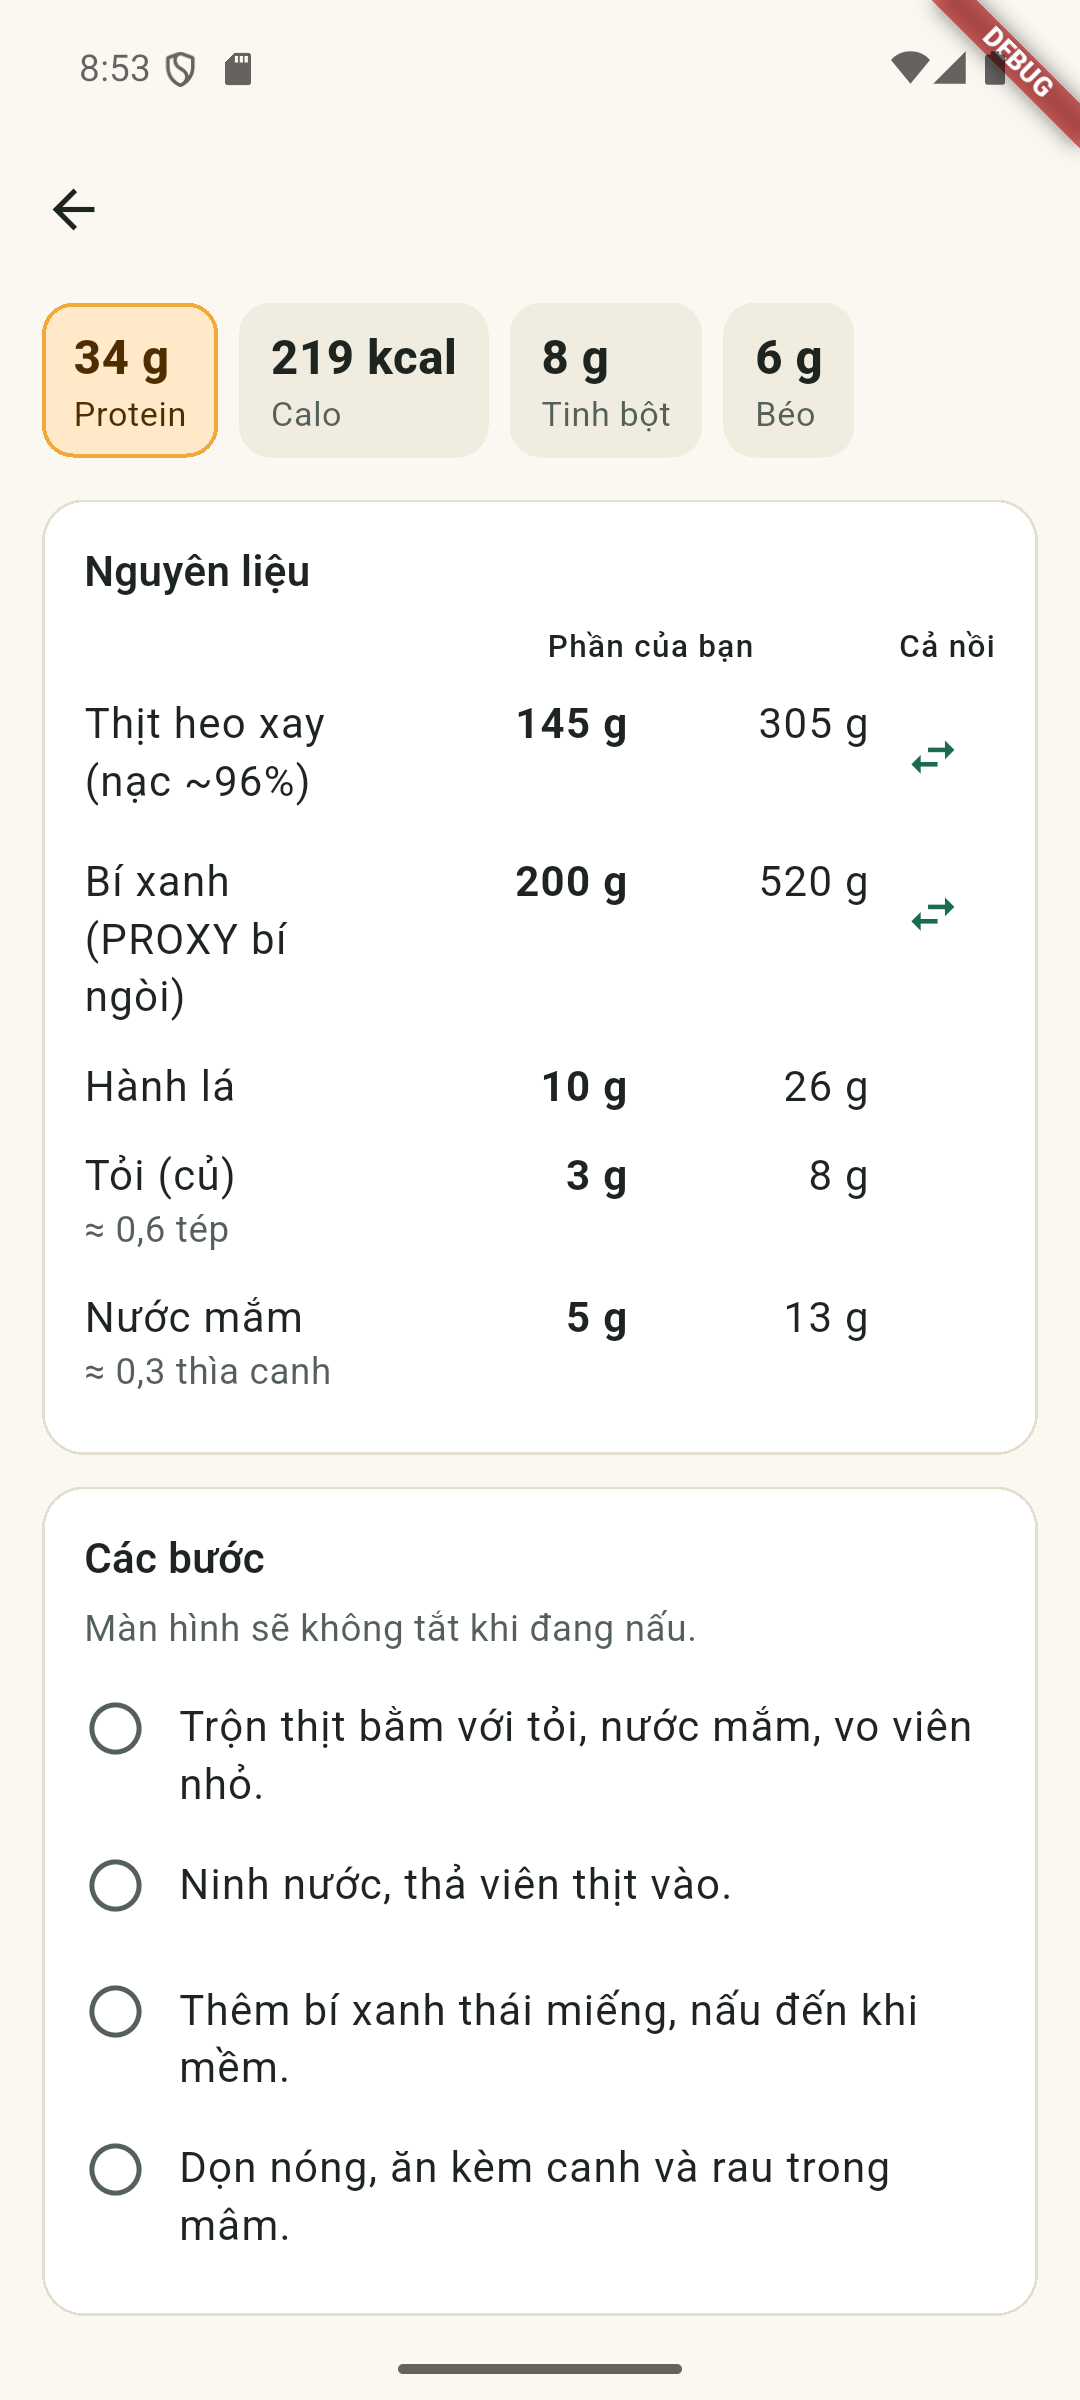 8:53
DEBUG
34 g
Protein
219 kcal
Calo
8 g
Tinh bột
6 g
Béo
Nguyên liệu
Phần của bạn Cả nồi
Thịt heo xay 145 g 305 g
(nạc ~96%)
Bí xanh 200 g 520 g
(PROXY bí
ngòi)
Hành lá 10 g 26 g
Tỏi (củ) 3 g 8 g
≈ 0,6 tép
Nước mắm 5 g 13 g
≈ 0,3 thìa canh
Các bước
Màn hình sẽ không tắt khi đang nấu.
Trộn thịt bằm với tỏi, nước mắm, vo viên
nhỏ.
Ninh nước, thả viên thịt vào.
Thêm bí xanh thái miếng, nấu đến khi
mềm.
Dọn nóng, ăn kèm canh và rau trong
mâm.